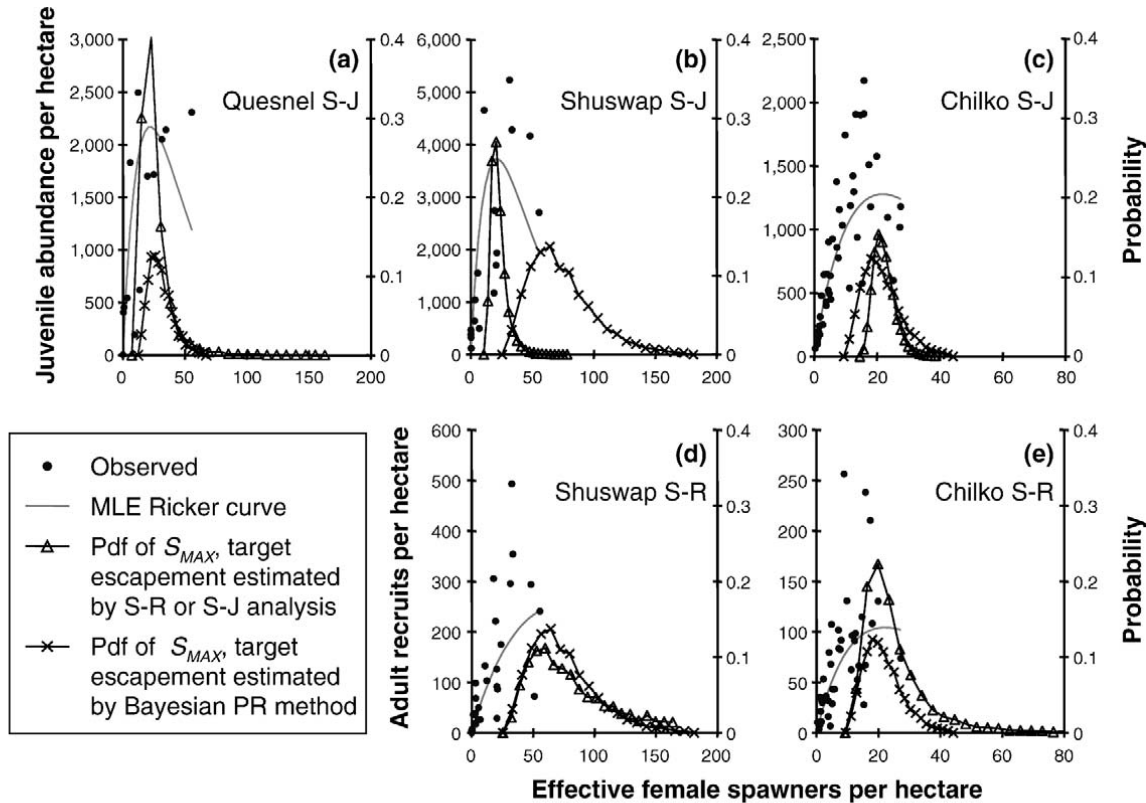 (a)
Quesnel S-J
Juvenile abundance per hectare
3,000
2,500
2,000
1,500
1,000
500
0
0.4
0.3
0.2
0.1
0
0 50 100 150 200
(b)
Shuswap S-J
6,000
5,000
4,000
3,000
2,000
1,000
0
0.4
0.3
0.2
0.1
0
0 50 100 150 200
(c)
Chilko S-J
2,500
2,000
1,500
1,000
500
0
0.4
0.3
0.2
0.1
0
0 20 40 60 80
Probability
Observed
MLE Ricker curve
Pdf of S_MAX, target
escapement estimated
by S-R or S-J analysis
Pdf of S_MAX, target
escapement estimated
by Bayesian PR method
(d)
Shuswap S-R
Adult recruits per hectare
600
500
400
300
200
100
0
0.4
0.3
0.2
0.1
0
0 50 100 150 200
(e)
Chilko S-R
300
250
200
150
100
50
0
0.4
0.3
0.2
0.1
0
0 20 40 60 80
Probability
Effective female spawners per hectare